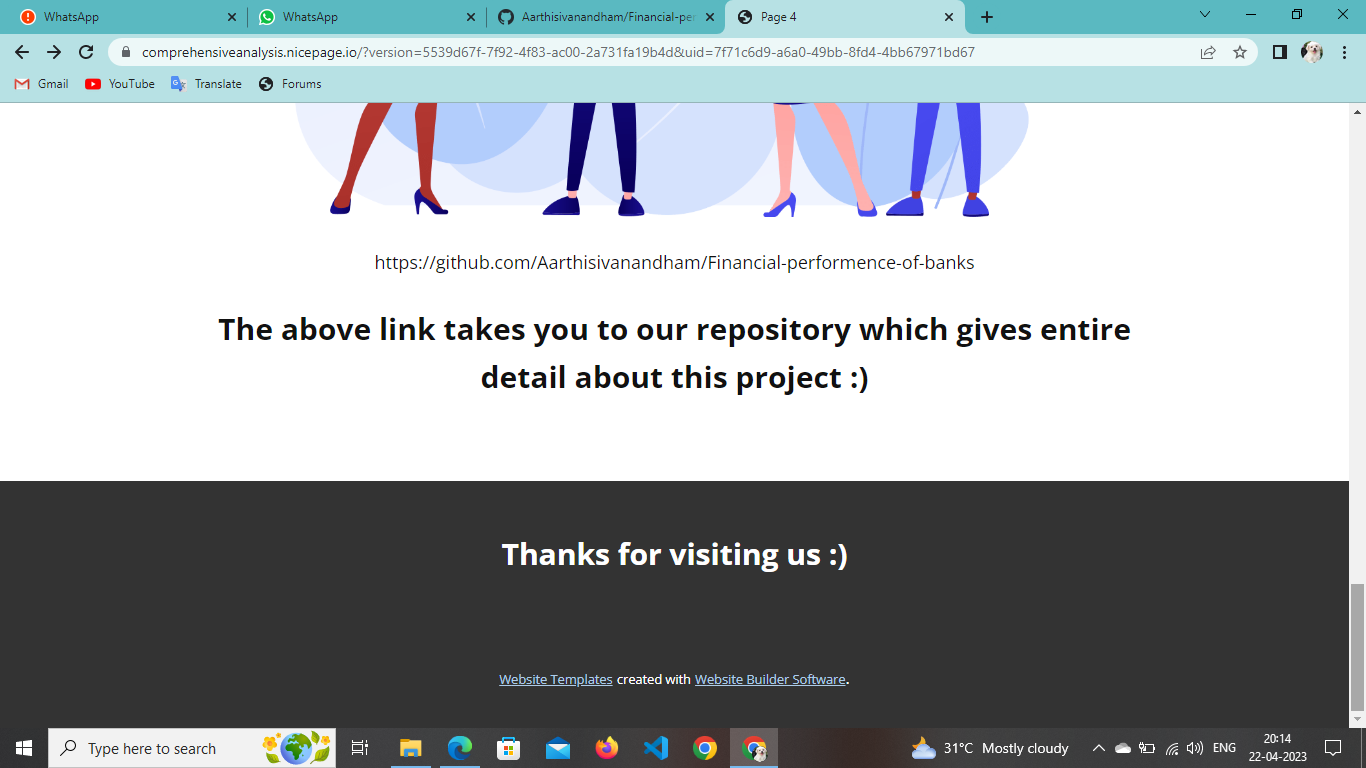 WhatsApp
WhatsApp
Aarthisivanandham/Financial-per
Page 4
comprehensiveanalysis.nicepage.io/?version=5539d67f-7f92-4f83-ac00-2a731fa19b4d&uid=7f71c6d9-a6a0-49bb-8fd4-4bb67971bd67
Gmail
YouTube
Translate
Forums
https://github.com/Aarthisivanandham/Financial-performence-of-banks
The above link takes you to our repository which gives entire
detail about this project :)
Thanks for visiting us :)
Website Templates created with Website Builder Software.
Type here to search
31°C Mostly cloudy
ENG
20:14
22-04-2023